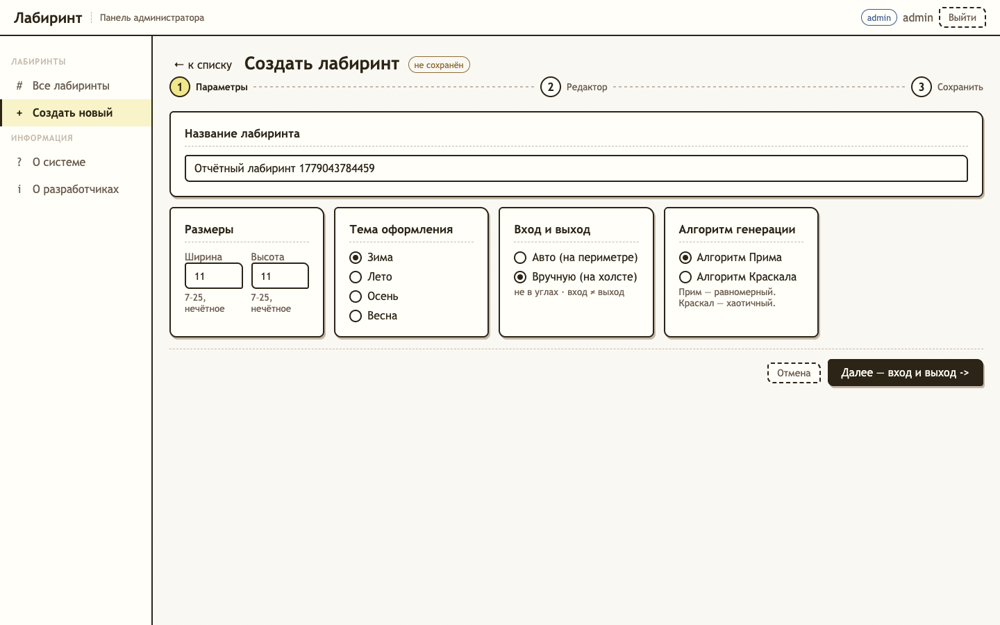 Лабиринт
Панель администратора
admin
admin
Выйти
ЛАБИРИНТЫ
# Все лабиринты
+ Создать новый
ИНФОРМАЦИЯ
? О системе
i О разработчиках
← к списку
Создать лабиринт
не сохранён
1 Параметры
2 Редактор
3 Сохранить
Название лабиринта
Отчётный лабиринт 1779043784459
Размеры
Ширина
11
7-25,
нечётное
Высота
11
7-25,
нечётное
Тема оформления
Зима
Лето
Осень
Весна
Вход и выход
Авто (на периметре)
Вручную (на холсте)
не в углах · вход ≠ выход
Алгоритм генерации
Алгоритм Прима
Алгоритм Краскала
Прим — равномерный.
Краскал — хаотичный.
Отмена
Далее — вход и выход ->